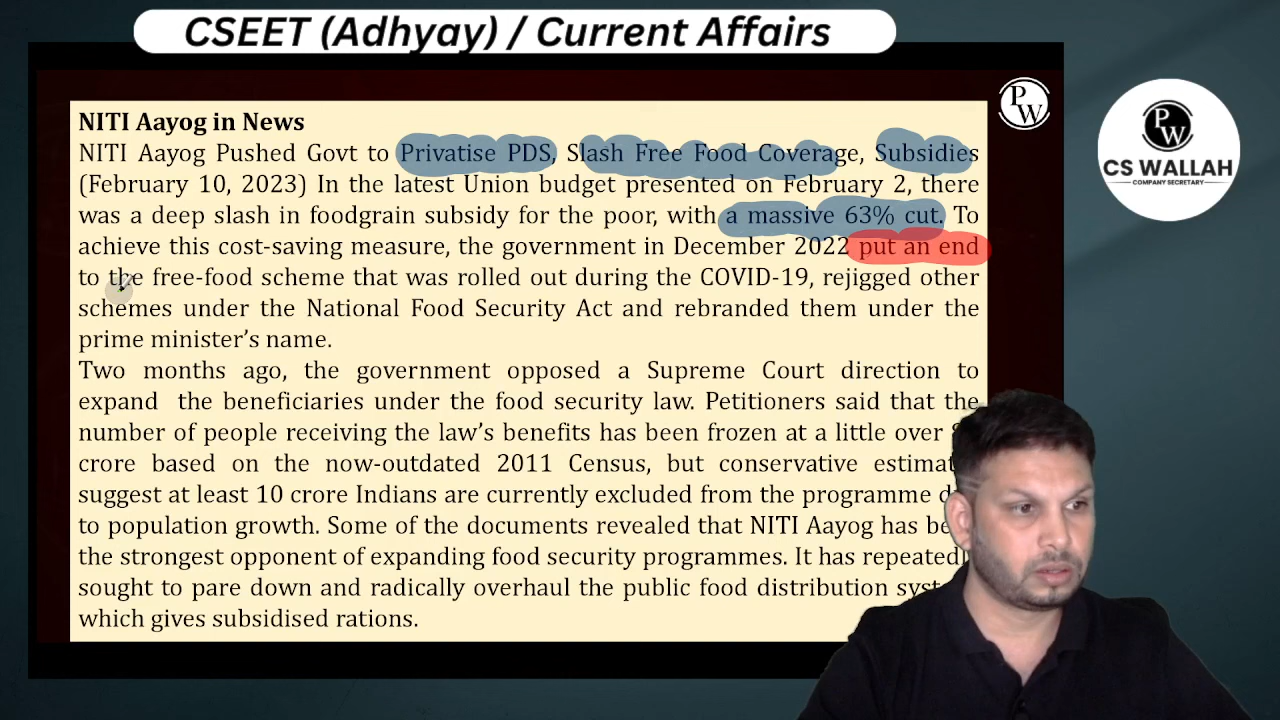 CSEET (Adhyay) / Current Affairs
PW
PW
CS WALLAH
COMPANY SECRETARY
NITI Aayog in News
NITI Aayog Pushed Govt to Privatise PDS, Slash Free Food Coverage, Subsidies
(February 10, 2023) In the latest Union budget presented on February 2, there
was a deep slash in foodgrain subsidy for the poor, with a massive 63% cut. To
achieve this cost-saving measure, the government in December 2022 put an end
to the free-food scheme that was rolled out during the COVID-19, rejigged other
schemes under the National Food Security Act and rebranded them under the
prime minister’s name.
Two months ago, the government opposed a Supreme Court direction to
expand the beneficiaries under the food security law. Petitioners said that the
number of people receiving the law’s benefits has been frozen at a little over
crore based on the now-outdated 2011 Census, but conservative
suggest at least 10 crore Indians are currently excluded from the programme
to population growth. Some of the documents revealed that NITI Aayog has
the strongest opponent of expanding food security programmes. It has
sought to pare down and radically overhaul the public food distribution
which gives subsidised rations.